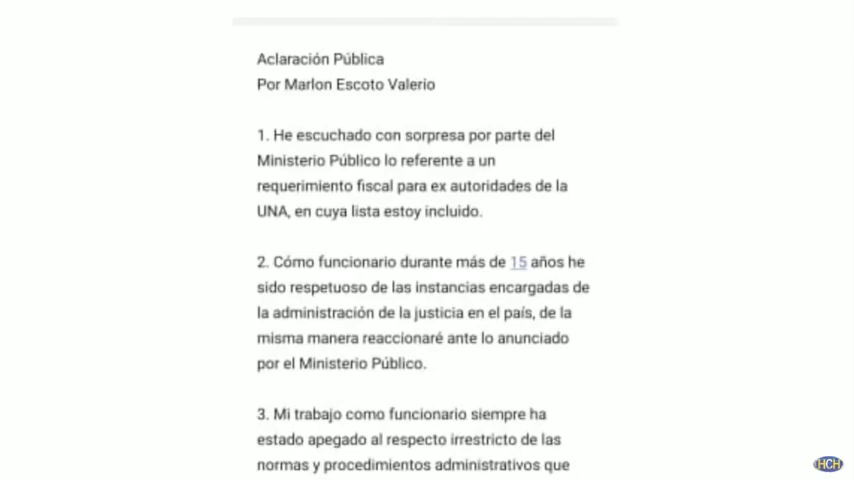 Aclaración Pública
Por Marlon Escoto Valerio
1. He escuchado con sorpresa por parte del
Ministerio Público lo referente a un
requerimiento fiscal para ex autoridades de la
UNA, en cuya lista estoy incluido.
2. Cómo funcionario durante más de 15 años he
sido respetuoso de las instancias encargadas de
la administración de la justicia en el país, de la
misma manera reaccionaré ante lo anunciado
por el Ministerio Público.
3. Mi trabajo como funcionario siempre ha
estado apegado al respecto irrestricto de las
normas y procedimientos administrativos que
HCH